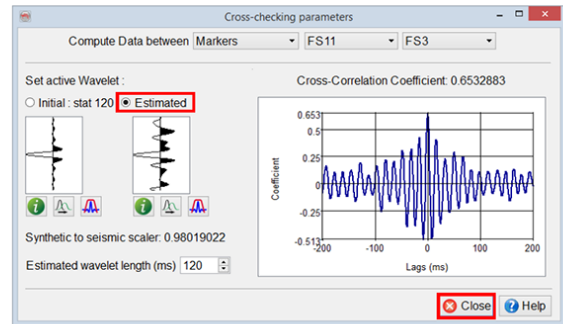 Cross-checking parameters
Compute Data between Markers FS11 FS3
Set active Wavelet :
Initial : stat 120 Estimated
Synthetic to seismic scaler: 0.98019022
Estimated wavelet length (ms) 120
Cross-Correlation Coefficient: 0.6532883
0.653
0.5
0.25
0
-0.25
-0.513
Coefficient
-200 -100 0 100 200
Lags (ms)
Close Help